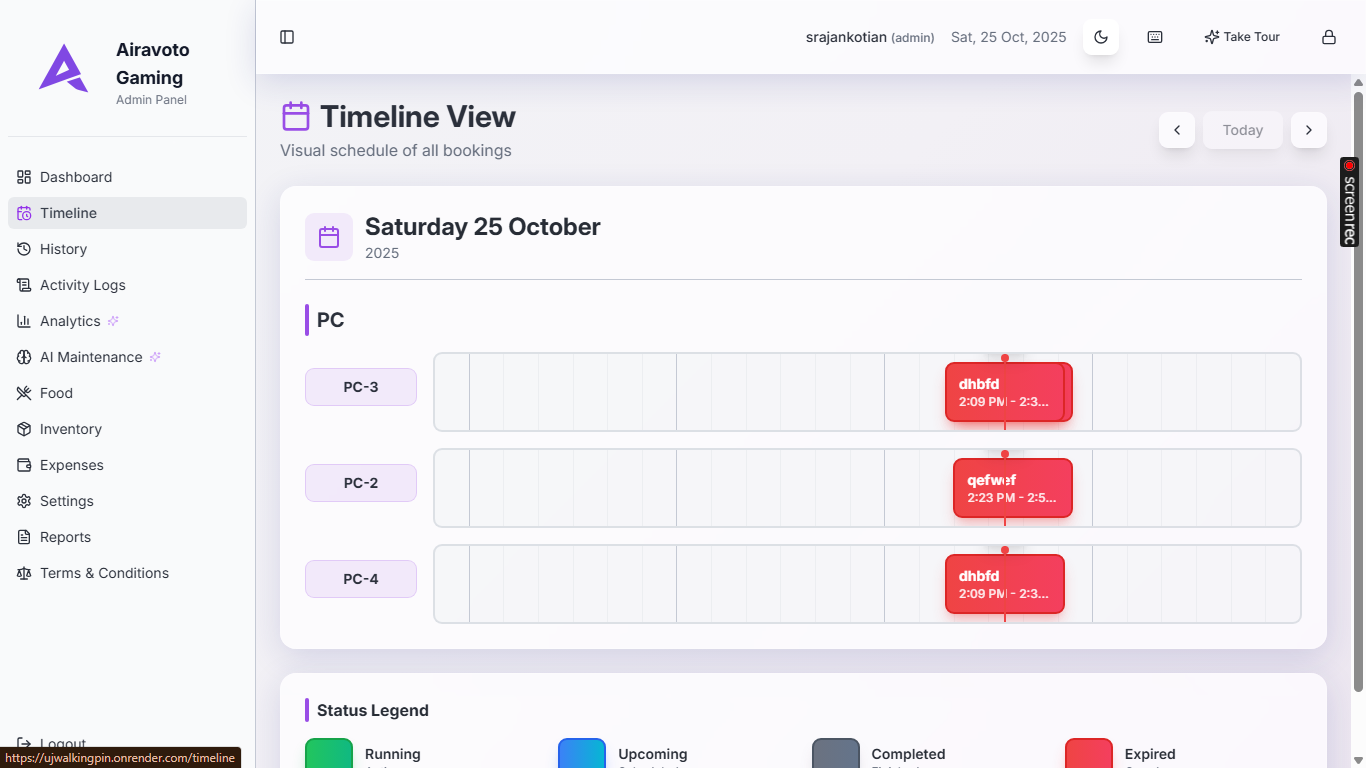 Airavoto
Gaming
Admin Panel
Dashboard
Timeline
History
Activity Logs
Analytics
AI Maintenance
Food
Inventory
Expenses
Settings
Reports
Terms & Conditions
Logout
https://ujwalkingpin.onrender.com/timeline
srajankotian (admin)
Sat, 25 Oct, 2025
Take Tour
Timeline View
Visual schedule of all bookings
Today
Saturday 25 October
2025
PC
PC-3
dhbfd
2:09 PM - 2:3...
PC-2
qefwef
2:23 PM - 2:5...
PC-4
dhbfd
2:09 PM - 2:3...
Status Legend
Running
Upcoming
Completed
Expired
screenrec